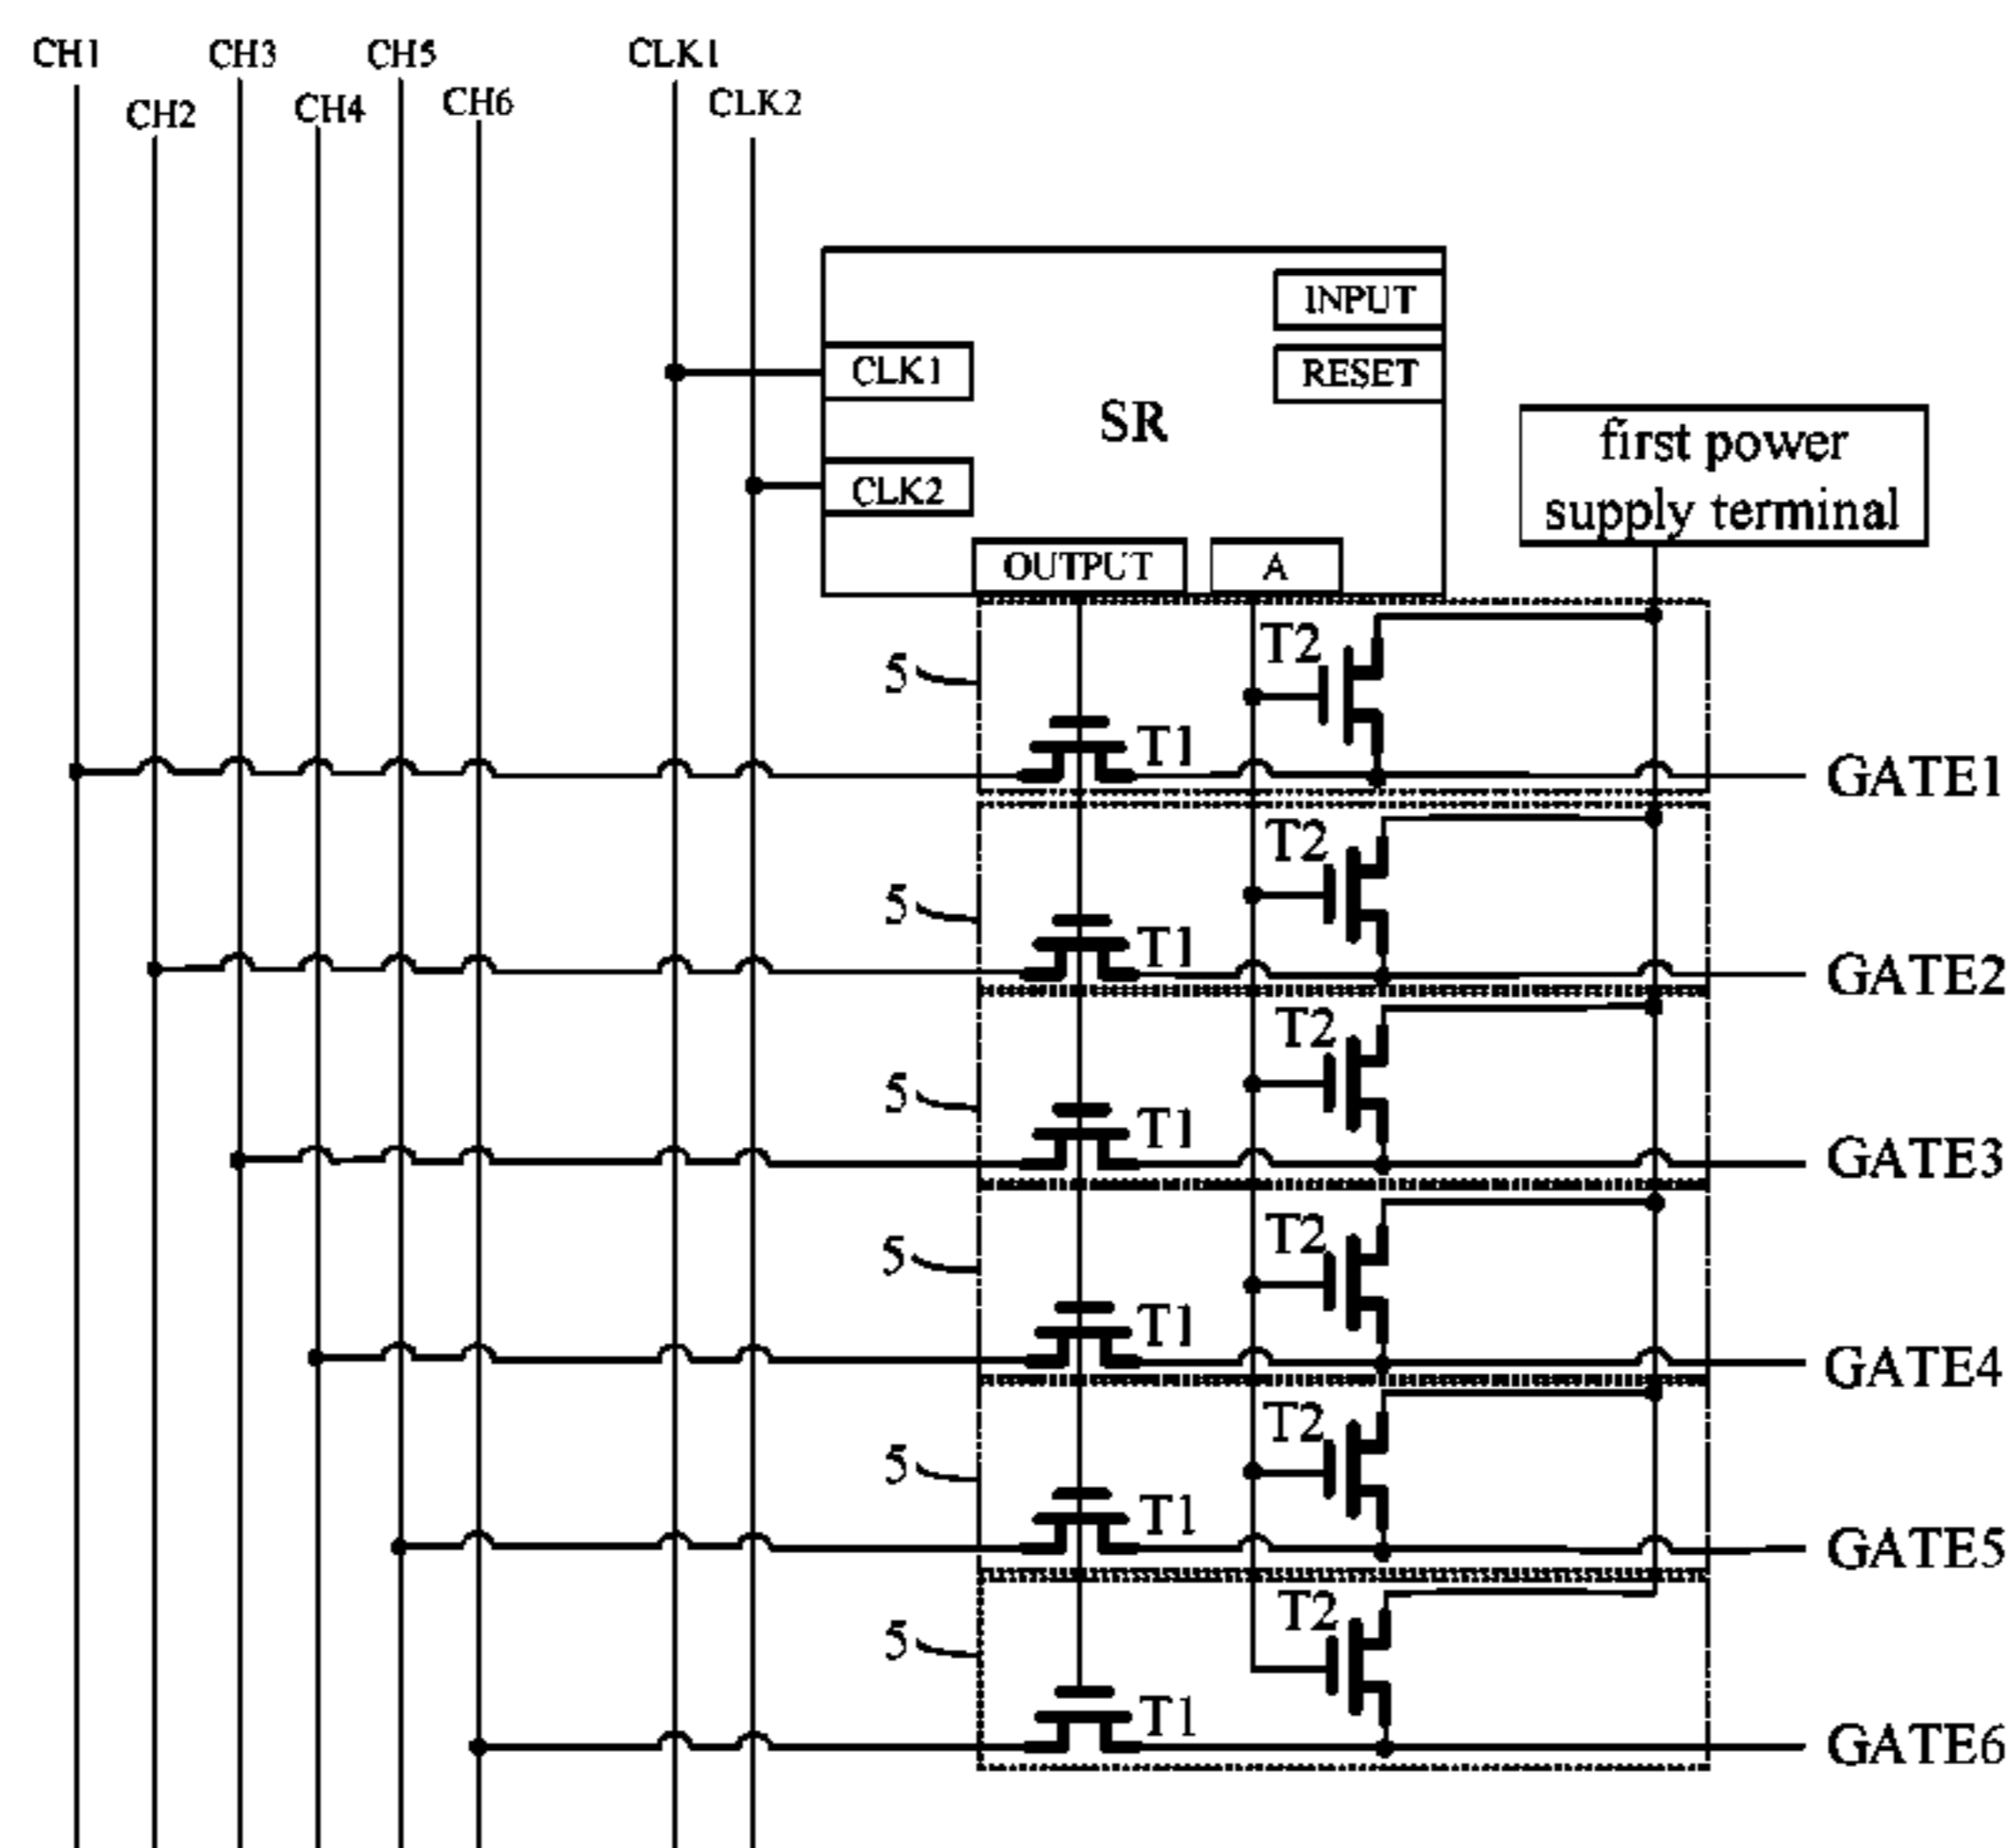 CH1
CH3
CH5
CLK1
CH2
CH4
CH6
CLK2
INPUT
CLK1
RESET
SR
first power
supply terminal
CLK2
OUTPUT
A
T2
5
T1
GATE1
T2
5
T1
GATE2
T2
5
T1
GATE3
T2
5
T1
GATE4
T2
5
T1
GATE5
T2
5
T1
GATE6